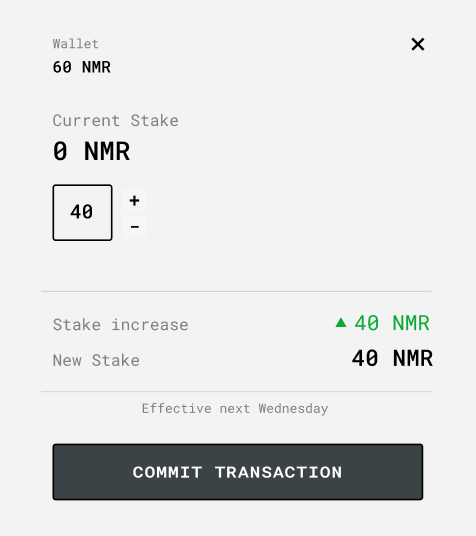 Wallet
60 NMR
Current Stake
0 NMR
40
+
-
Stake increase ▲ 40 NMR
New Stake 40 NMR
Effective next Wednesday
COMMIT TRANSACTION